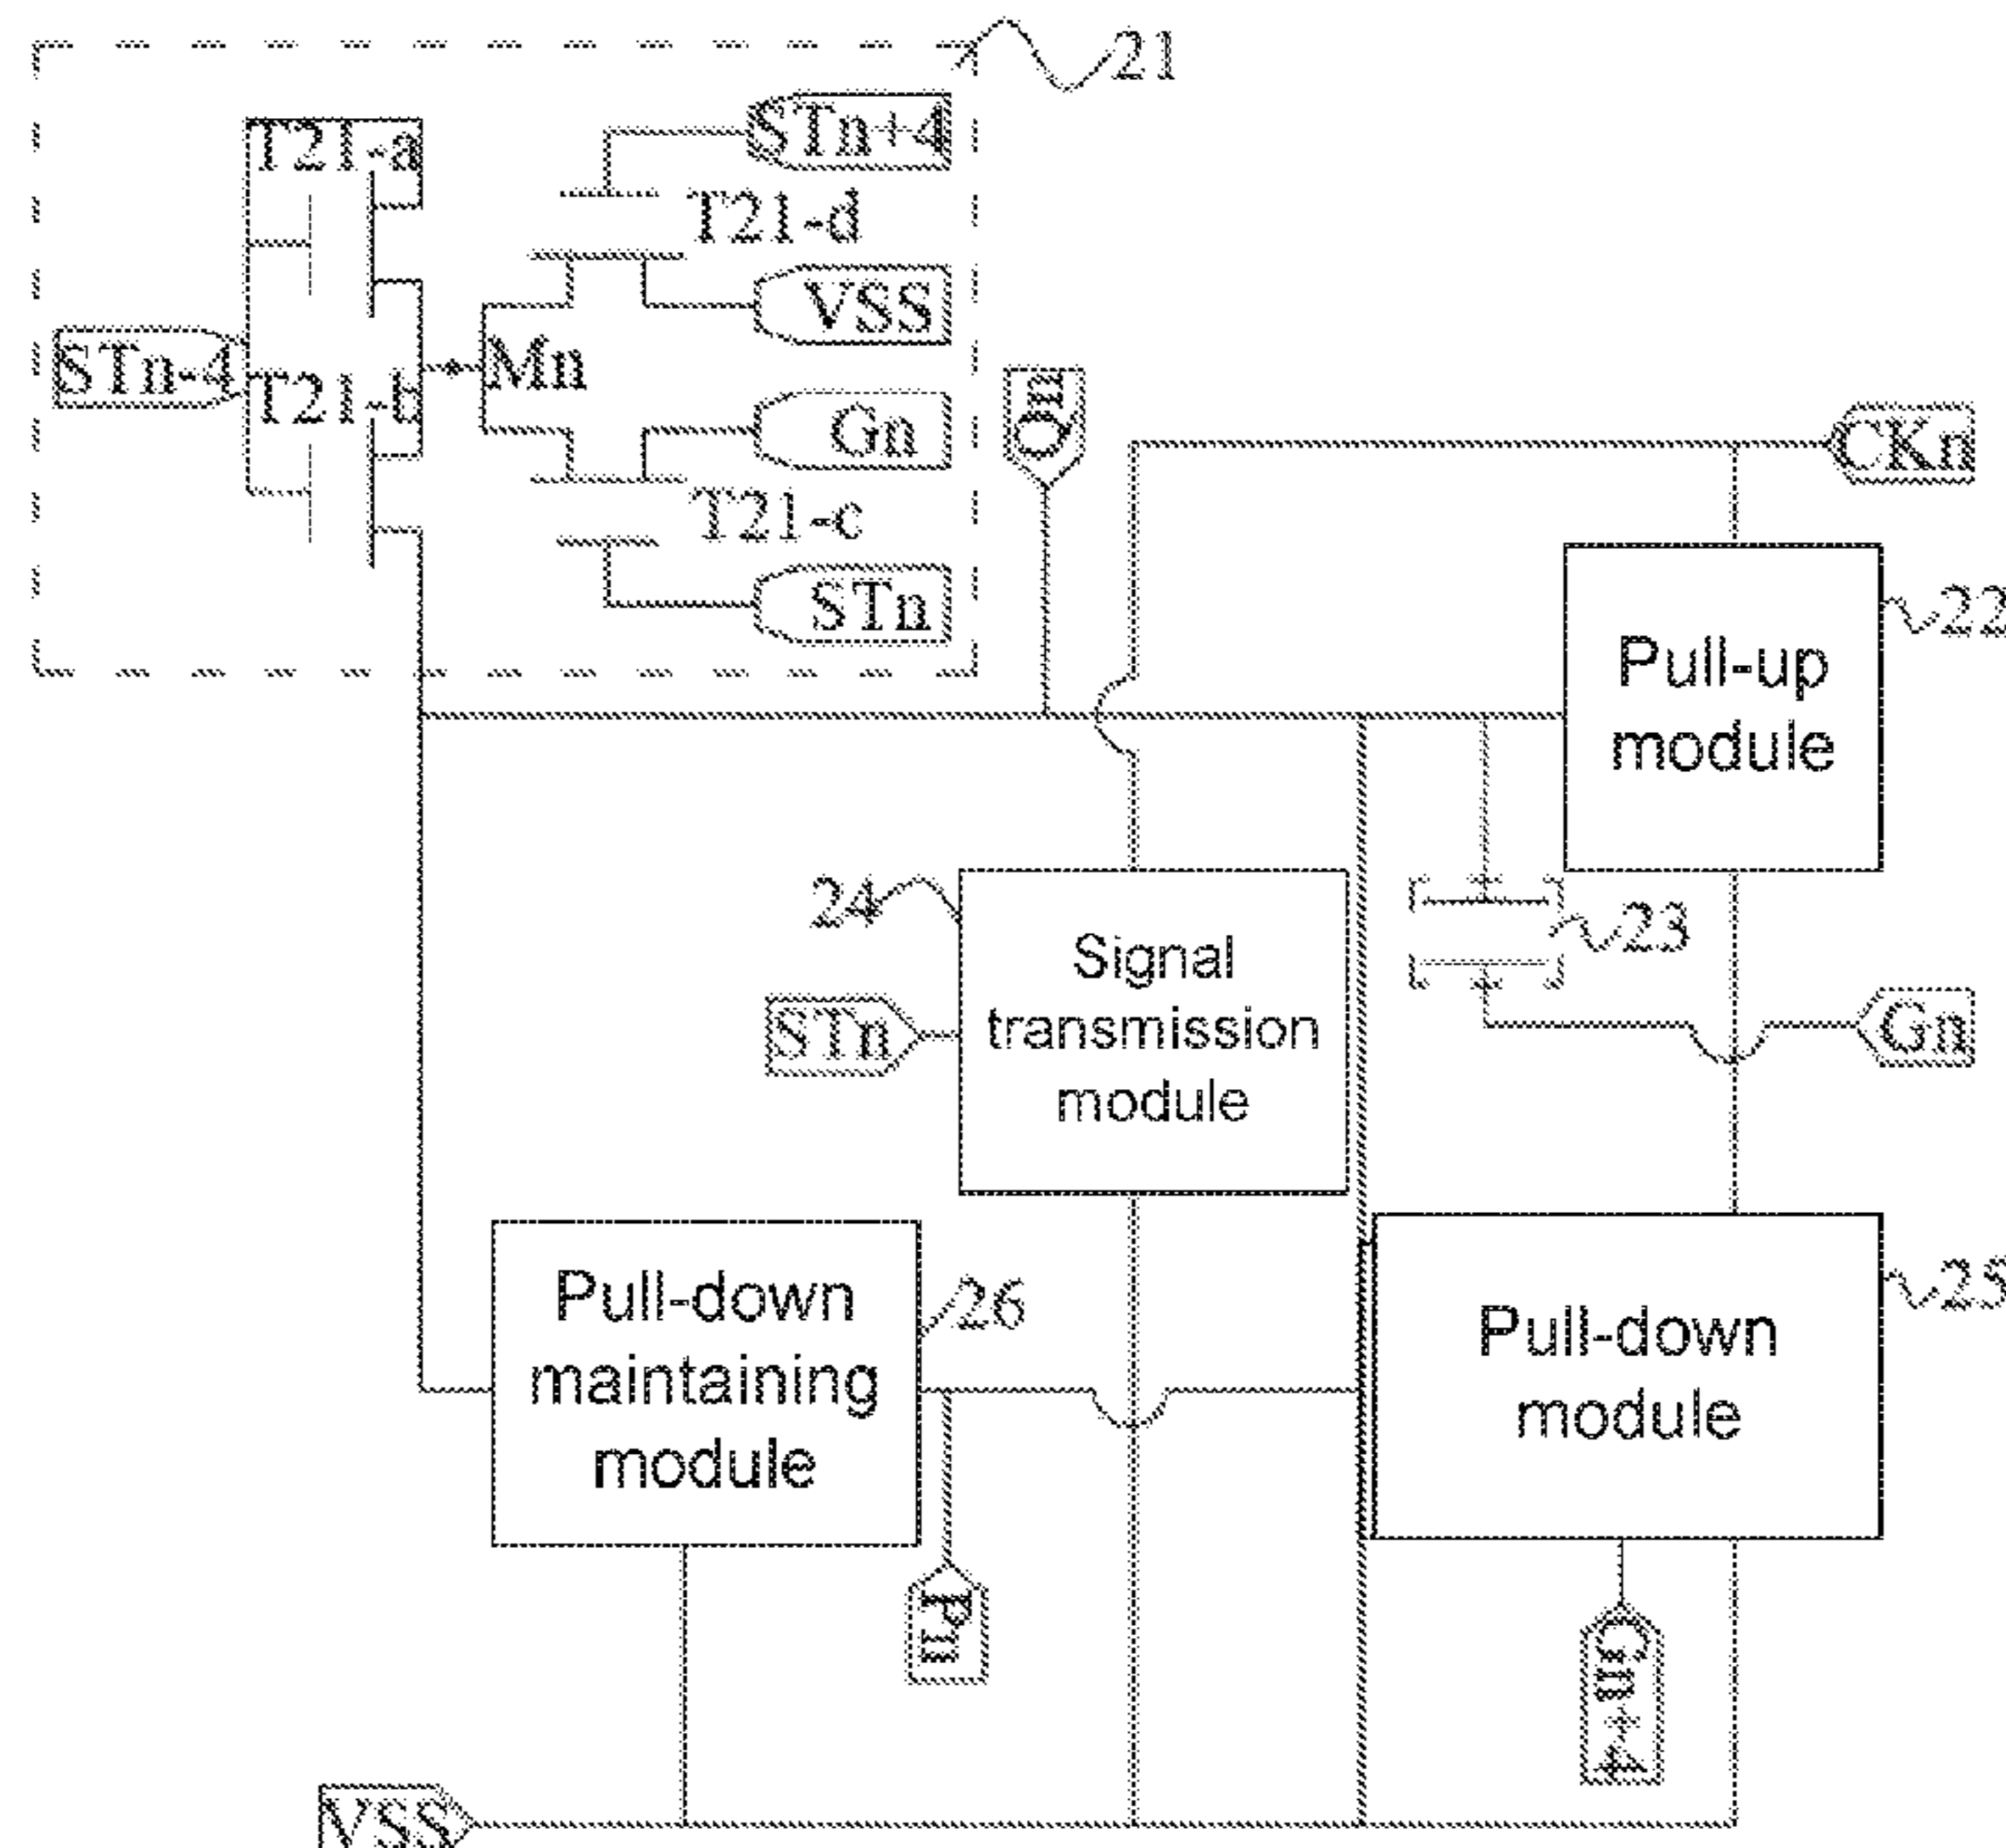 21
STn+4
T21-a
T21-d
VSS
STn-4
Mn
T21-b
Gn
T21-c
STn
Qn
CKn
22
Pull-up
module
24
23
Signal
transmission
module
STn
Gn
25
Pull-down
maintaining
module
26
Pull-down
module
Pn
Gn+4
VSS